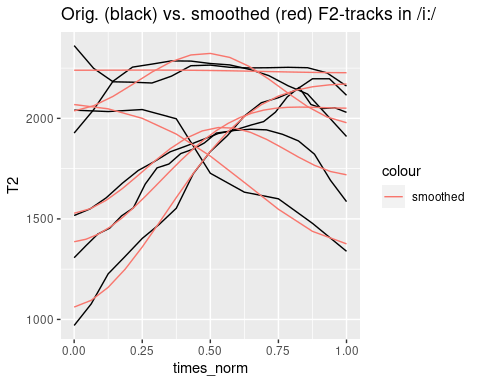 Orig. (black) vs. smoothed (red) F2-tracks in /i:/
T2
2000
1500
1000
0.00 0.25 0.50 0.75 1.00
times_norm
colour
smoothed